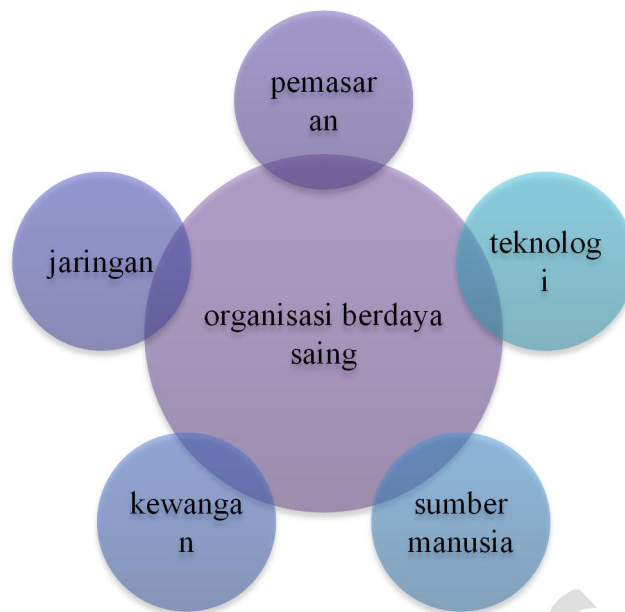 pemasar
an
jaringan
teknolog
i
organisasi berdaya
saing
kewanga
n
sumber
manusia